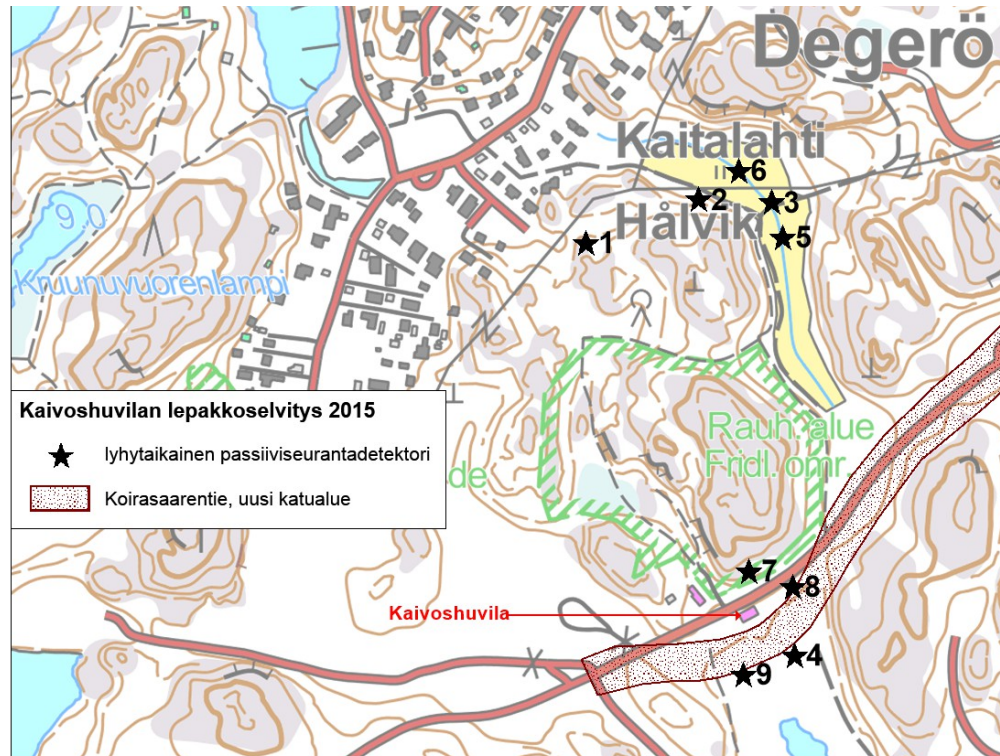 Degerö
Kaitalahti
6
2
3
Hålvik
5
1
9.0
Kruunuvuorenlampi
Kaivoshuvilan lepakkoselvitys 2015
lyhytaikainen passiiviseurantadetektori
Koirasaarentie, uusi katualue
Rauh. alue
de
Fridl. omr.
7
8
Kaivoshuvila
4
9